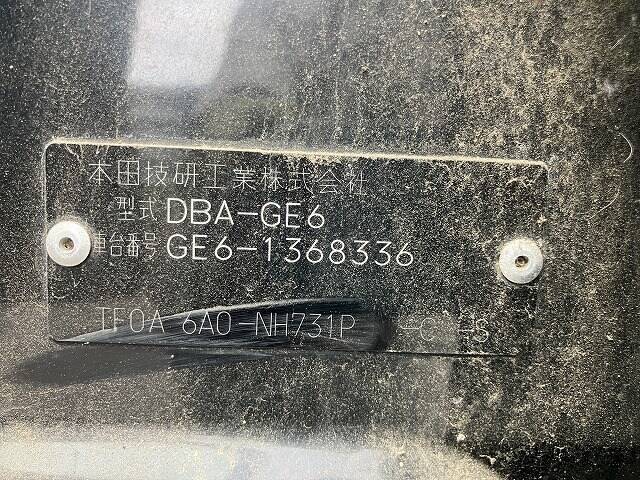 本田技研工業株式会社
型式 DBA-GE6
車台番号 GE6-1368336
TF0A 6A0-NH731P -C -S